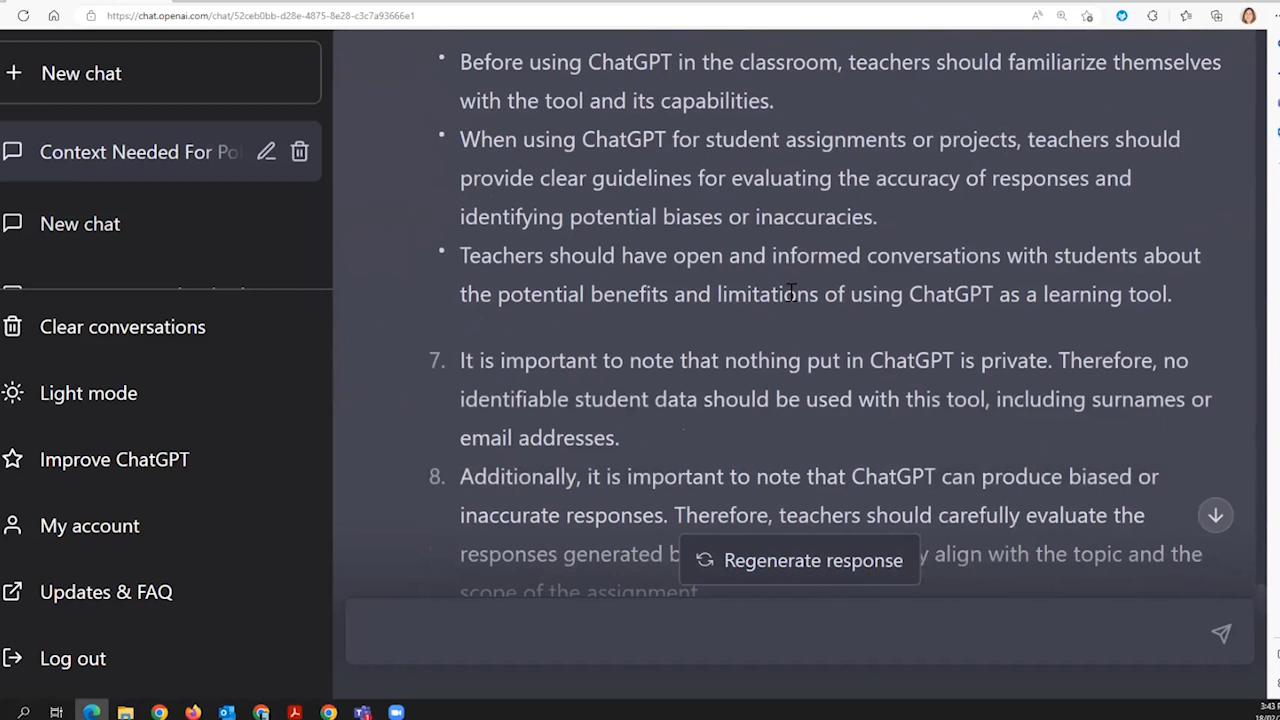 https://chat.openai.com/chat/52ceb0bb-d28e-4875-8e28-c3c7a93666e1
New chat
Context Needed For Po
New chat
Clear conversations
Light mode
Improve ChatGPT
My account
Updates & FAQ
Log out
• Before using ChatGPT in the classroom, teachers should familiarize themselves
with the tool and its capabilities.
• When using ChatGPT for student assignments or projects, teachers should
provide clear guidelines for evaluating the accuracy of responses and
identifying potential biases or inaccuracies.
• Teachers should have open and informed conversations with students about
the potential benefits and limitations of using ChatGPT as a learning tool.
7. It is important to note that nothing put in ChatGPT is private. Therefore, no
identifiable student data should be used with this tool, including surnames or
email addresses.
8. Additionally, it is important to note that ChatGPT can produce biased or
inaccurate responses. Therefore, teachers should carefully evaluate the
responses generated b y align with the topic and the
scope of the assignment
Regenerate response
3:43
18/02